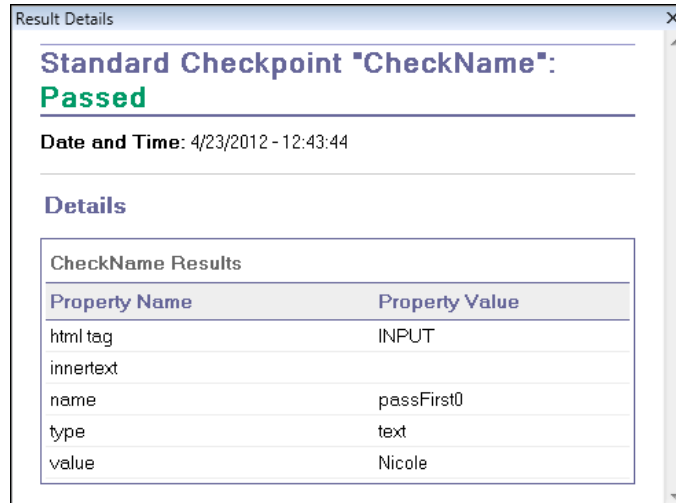 Result Details
Standard Checkpoint "CheckName":
Passed
Date and Time: 4/23/2012 - 12:43:44
Details
CheckName Results
Property Name Property Value
html tag INPUT
innertext
name passFirst0
type text
value Nicole